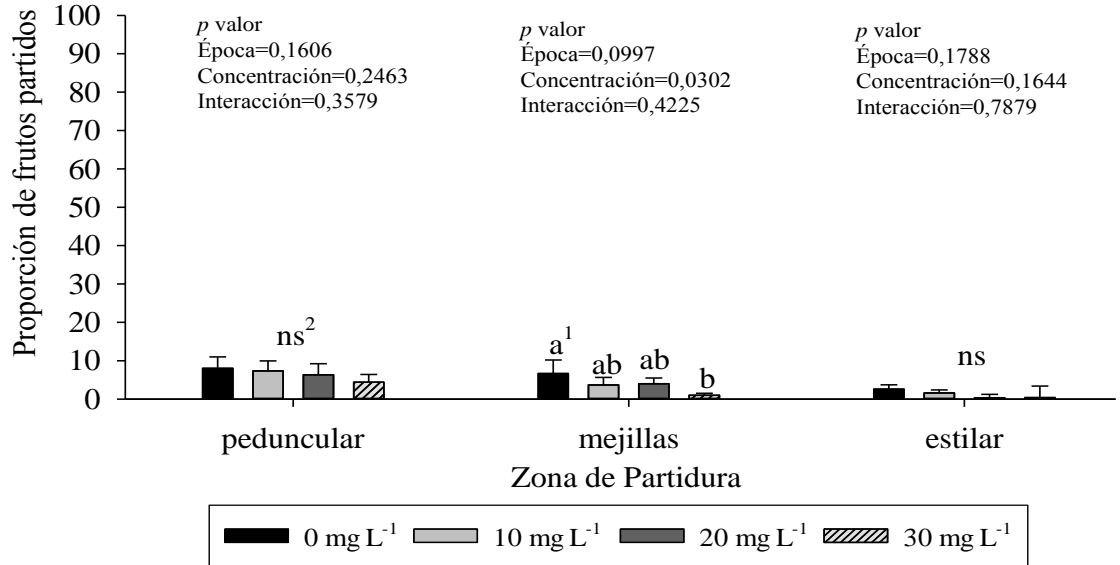 Proporción de frutos partidos
100
90
80
70
60
50
40
30
20
10
0
p valor
Época=0,1606
Concentración=0,2463
Interacción=0,3579
p valor
Época=0,0997
Concentración=0,0302
Interacción=0,4225
p valor
Época=0,1788
Concentración=0,1644
Interacción=0,7879
ns²
a¹
ab
ab
b
ns
peduncular mejillas estilar
Zona de Partidura
0 mg L⁻¹ 10 mg L⁻¹ 20 mg L⁻¹ 30 mg L⁻¹